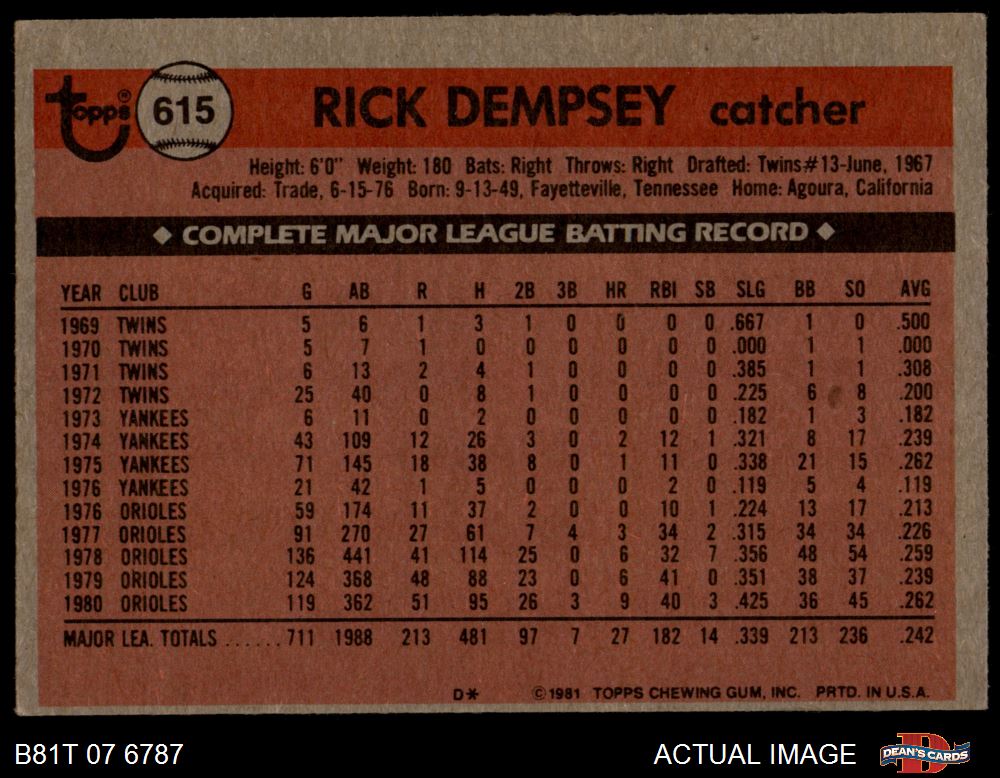 topps® 615 RICK DEMPSEY catcher
Height: 6'0" Weight: 180 Bats: Right Throws: Right Drafted: Twins#13-June, 1967
Acquired: Trade, 6-15-76 Born: 9-13-49, Fayetteville, Tennessee Home: Agoura, California
◆ COMPLETE MAJOR LEAGUE BATTING RECORD ◆
YEAR CLUB G AB R H 2B 3B HR RBI SB SLG BB SO AVG
1969 TWINS 5 6 1 3 1 0 0 0 0 .667 1 0 .500
1970 TWINS 5 7 1 0 0 0 0 0 0 .000 1 1 .000
1971 TWINS 6 13 2 4 1 0 0 0 0 .385 1 1 .308
1972 TWINS 25 40 0 8 1 0 0 0 0 .225 6 8 .200
1973 YANKEES 6 11 0 2 0 0 0 0 0 .182 1 3 .182
1974 YANKEES 43 109 12 26 3 0 2 12 1 .321 8 17 .239
1975 YANKEES 71 145 18 38 8 0 1 11 0 .338 21 15 .262
1976 YANKEES 21 42 1 5 0 0 0 2 0 .119 5 4 .119
1976 ORIOLES 59 174 11 37 2 0 0 10 1 .224 13 17 .213
1977 ORIOLES 91 270 27 61 7 4 3 34 2 .315 34 34 .226
1978 ORIOLES 136 441 41 114 25 0 6 32 7 .356 48 54 .259
1979 ORIOLES 124 368 48 88 23 0 6 41 0 .351 38 37 .239
1980 ORIOLES 119 362 51 95 26 3 9 40 3 .425 36 45 .262
MAJOR LEA. TOTALS ...... 711 1988 213 481 97 7 27 182 14 .339 213 236 .242
D* ©1981 TOPPS CHEWING GUM, INC. PRTD. IN U.S.A.
B81T 07 6787 ACTUAL IMAGE DEAN'S CARDS